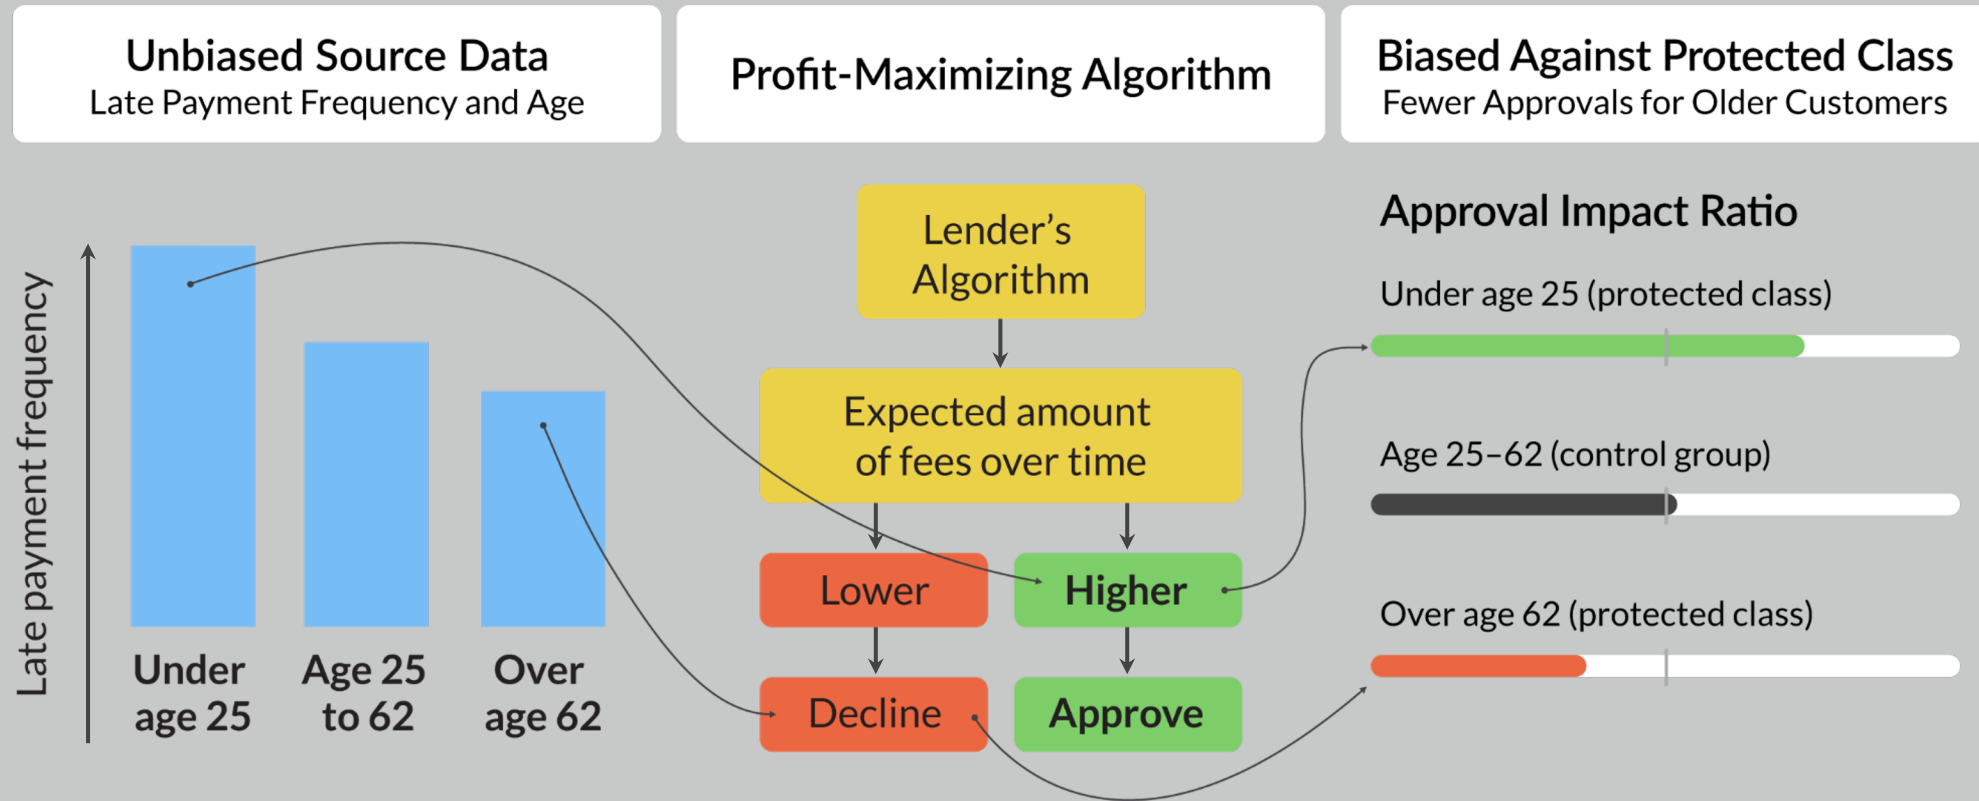 Unbiased Source Data
Late Payment Frequency and Age
Profit-Maximizing Algorithm
Biased Against Protected Class
Fewer Approvals for Older Customers
Late payment frequency
Under
age 25
Age 25
to 62
Over
age 62
Lender’s
Algorithm
Expected amount
of fees over time
Lower
Higher
Decline
Approve
Approval Impact Ratio
Under age 25 (protected class)
Age 25–62 (control group)
Over age 62 (protected class)